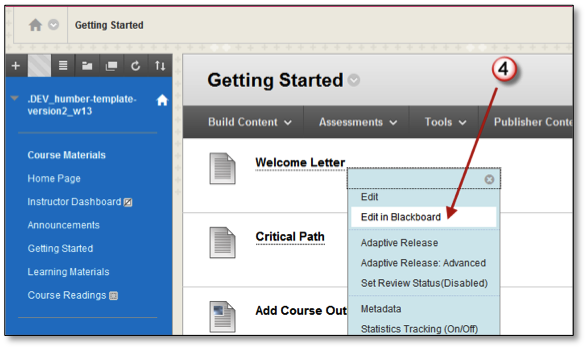 Getting Started
.DEV_humber-template-
version2_w13
Course Materials
Home Page
Instructor Dashboard
Announcements
Getting Started
Learning Materials
Course Readings
Getting Started
4
Build Content
Assessments
Tools
Publisher Conte
Welcome Letter
Edit
Edit in Blackboard
Adaptive Release
Adaptive Release: Advanced
Set Review Status(Disabled)
Metadata
Statistics Tracking (On/Off)
Critical Path
Add Course Out